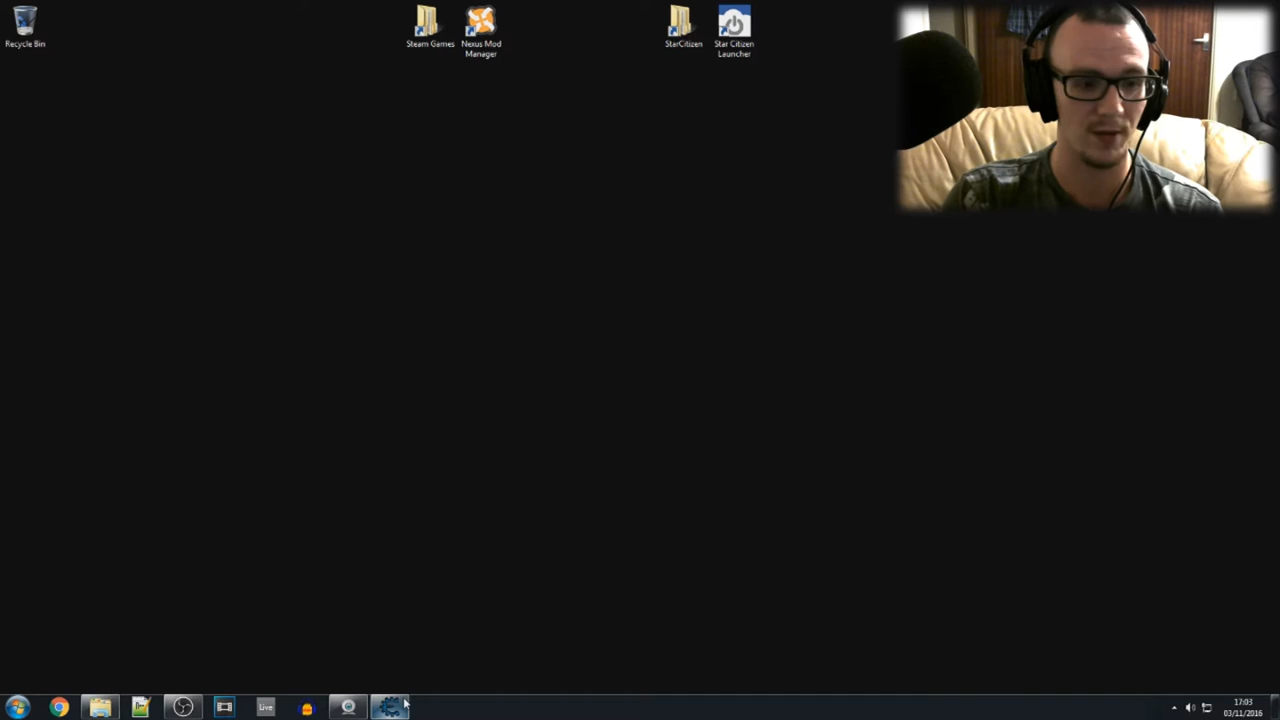 Recycle Bin
Steam Games
Nexus Mod
Manager
StarCitizen
Star Citizen
Launcher
Live
17:03
03/11/2016